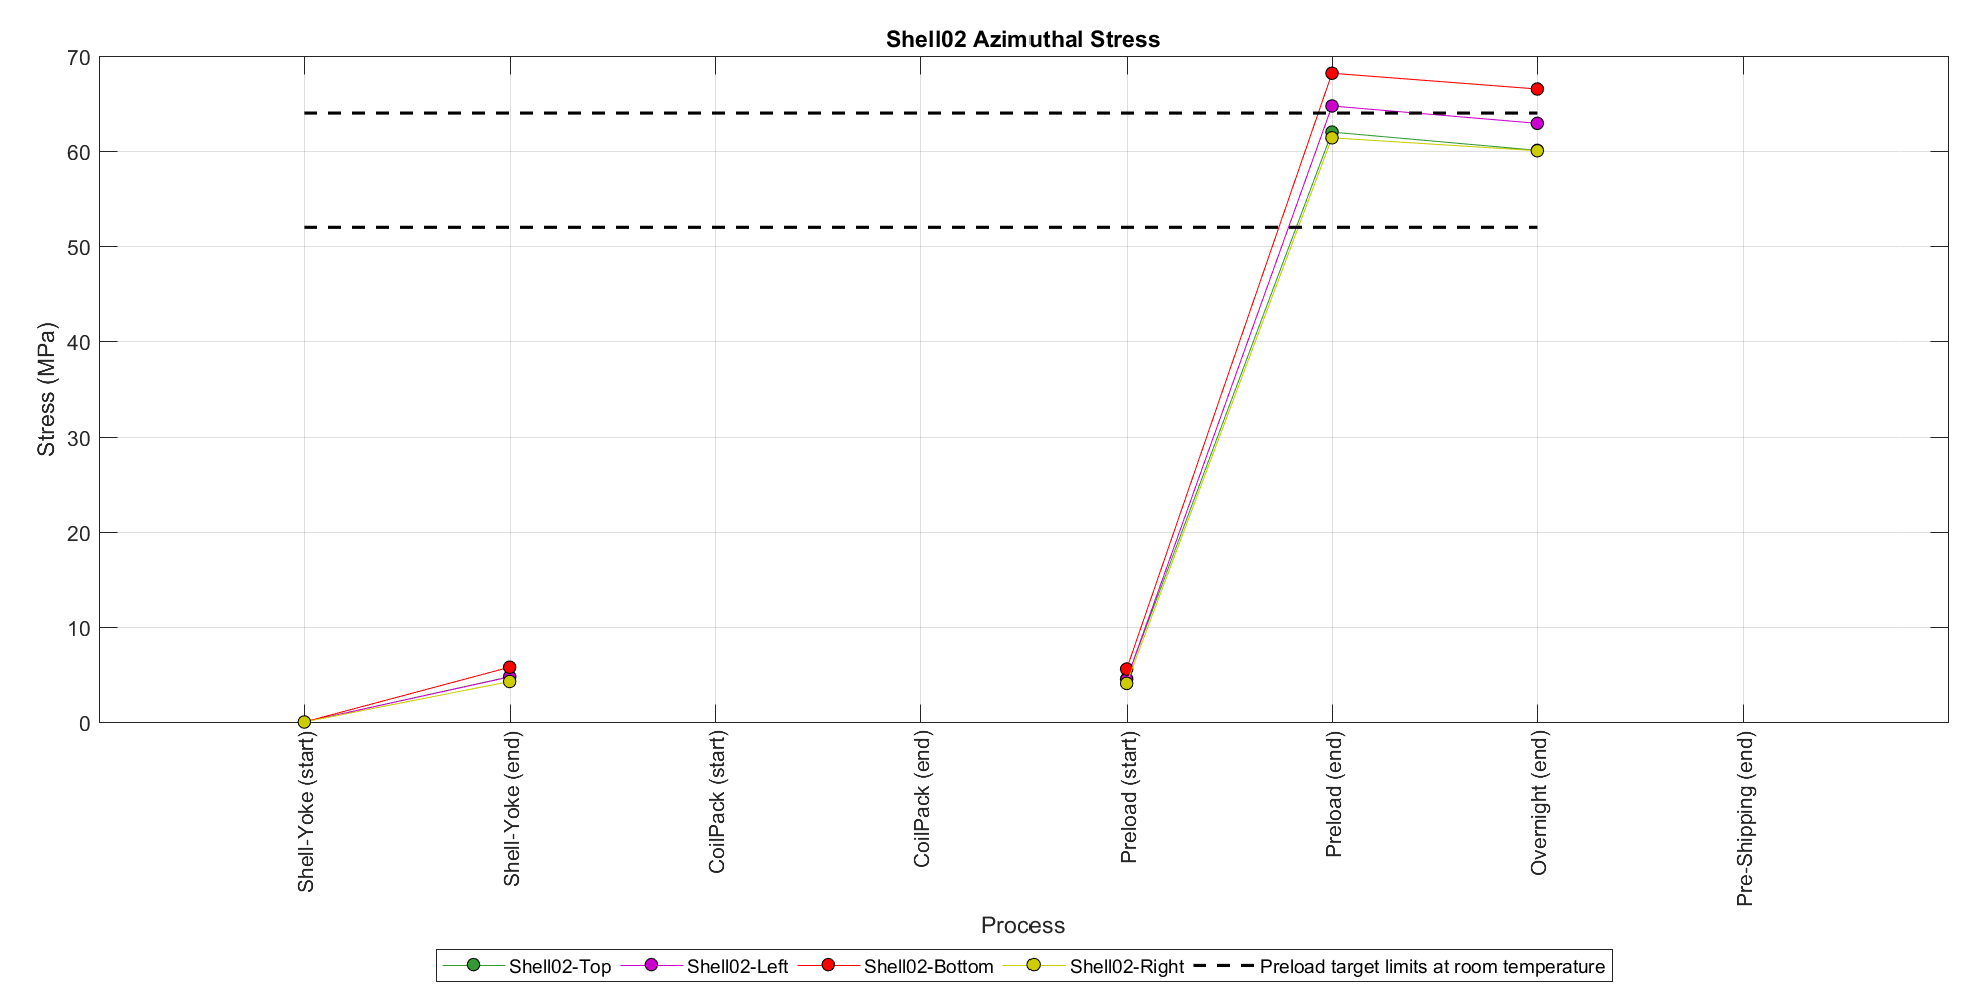 Shell02 Azimuthal Stress
70
60
50
40
30
20
10
0
Stress (MPa)
Shell-Yoke (start)
Shell-Yoke (end)
CoilPack (start)
CoilPack (end)
Preload (start)
Preload (end)
Overnight (end)
Pre-Shipping (end)
Process
Shell02-Top Shell02-Left Shell02-Bottom Shell02-Right Preload target limits at room temperature